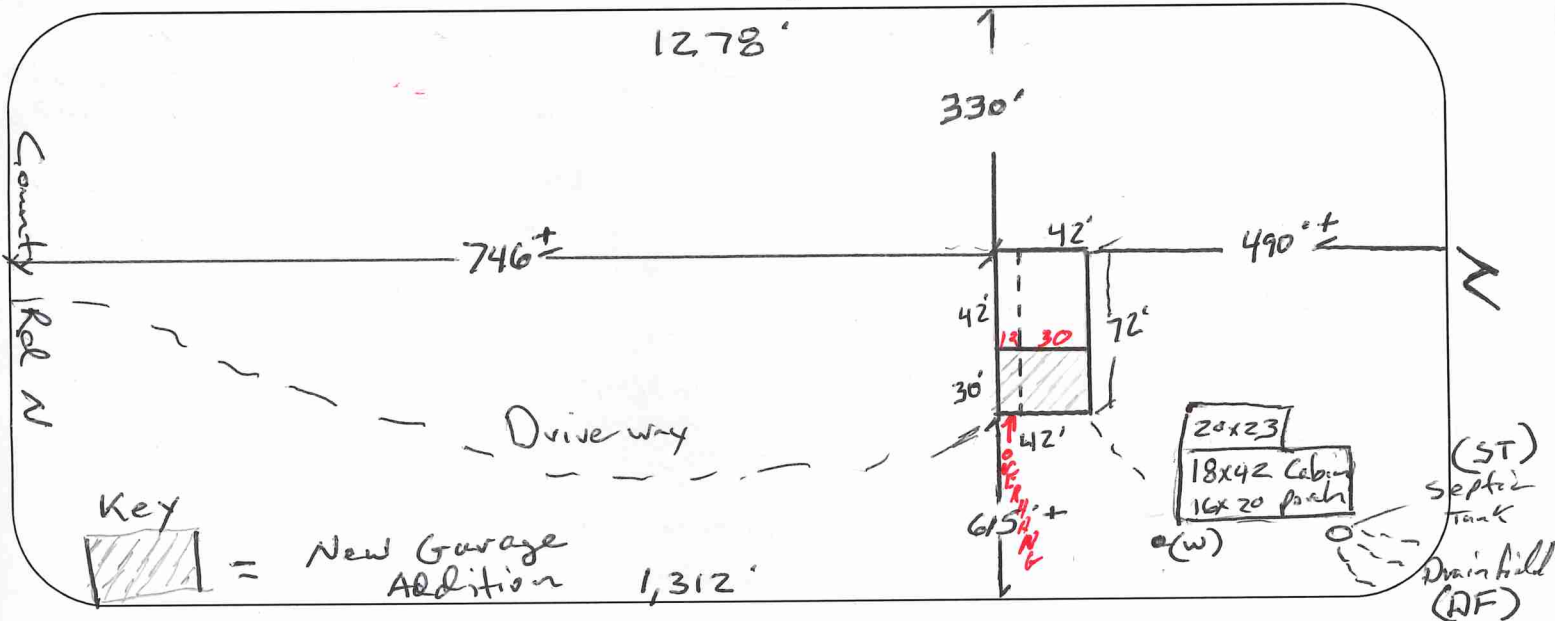 1278'
330'
County Rd N
746'±
42'
490'±
N
42'
72'
12 30
30'
42'
OVERHANG
615'±
Driveway
20x23
18x42 Cabin
16x20 porch
(W)
(ST)
Septic
Tank
Drain field
(DF)
Key
= New Garage
Addition
1,312'